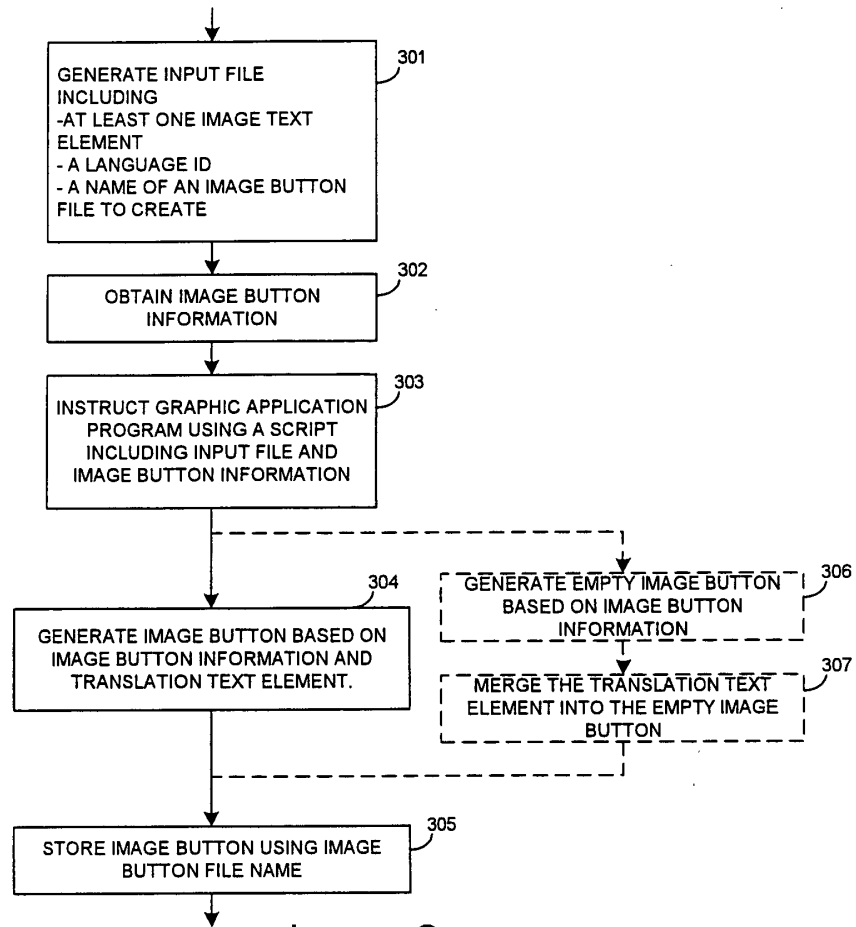 301
GENERATE INPUT FILE
INCLUDING
-AT LEAST ONE IMAGE TEXT
ELEMENT
- A LANGUAGE ID
- A NAME OF AN IMAGE BUTTON
FILE TO CREATE
302
OBTAIN IMAGE BUTTON
INFORMATION
303
INSTRUCT GRAPHIC APPLICATION
PROGRAM USING A SCRIPT
INCLUDING INPUT FILE AND
IMAGE BUTTON INFORMATION
304
GENERATE IMAGE BUTTON BASED ON
IMAGE BUTTON INFORMATION AND
TRANSLATION TEXT ELEMENT.
306
GENERATE EMPTY IMAGE BUTTON
BASED ON IMAGE BUTTON
INFORMATION
307
MERGE THE TRANSLATION TEXT
ELEMENT INTO THE EMPTY IMAGE
BUTTON
305
STORE IMAGE BUTTON USING IMAGE
BUTTON FILE NAME